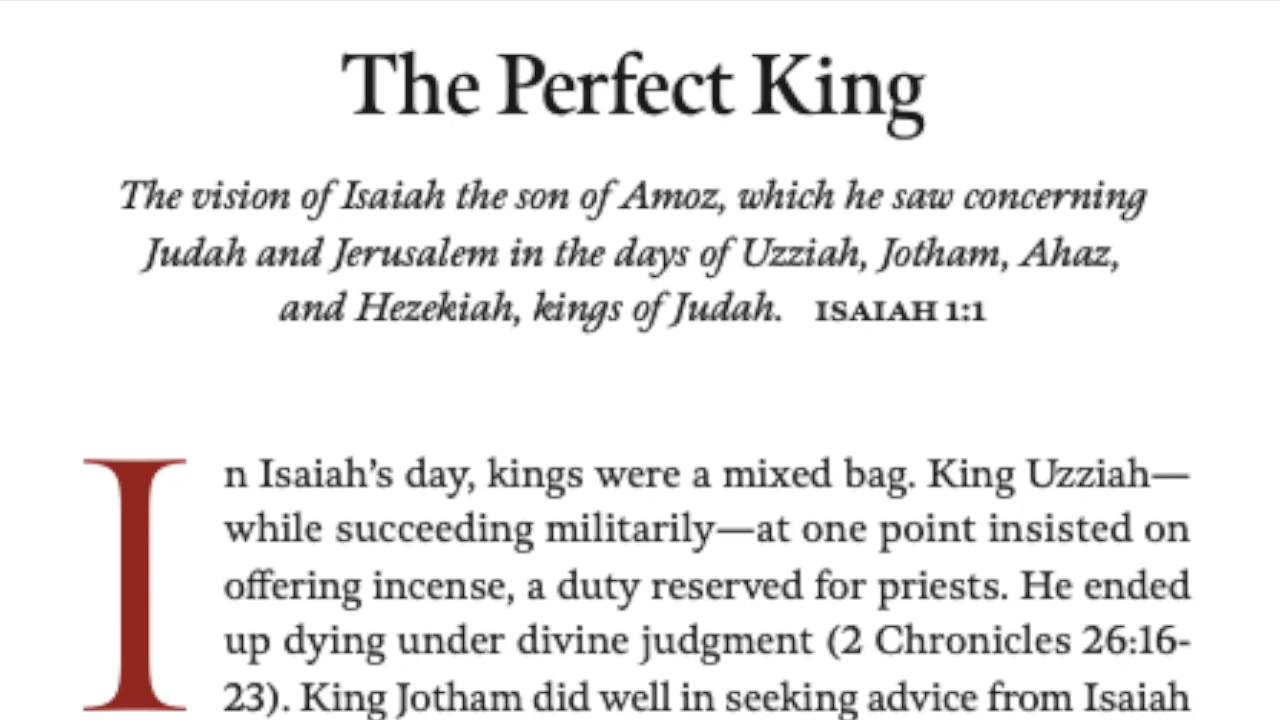 The Perfect King
The vision of Isaiah the son of Amoz, which he saw concerning
Judah and Jerusalem in the days of Uzziah, Jotham, Ahaz,
and Hezekiah, kings of Judah. ISAIAH 1:1
In Isaiah’s day, kings were a mixed bag. King Uzziah—
while succeeding militarily—at one point insisted on
offering incense, a duty reserved for priests. He ended
up dying under divine judgment (2 Chronicles 26:16-
23). King Jotham did well in seeking advice from Isaiah